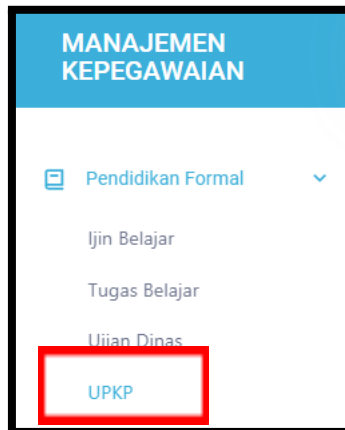 MANAJEMEN
KEPEGAWAIAN
Pendidikan Formal
Ijin Belajar
Tugas Belajar
Ujian Dinas
UPKP